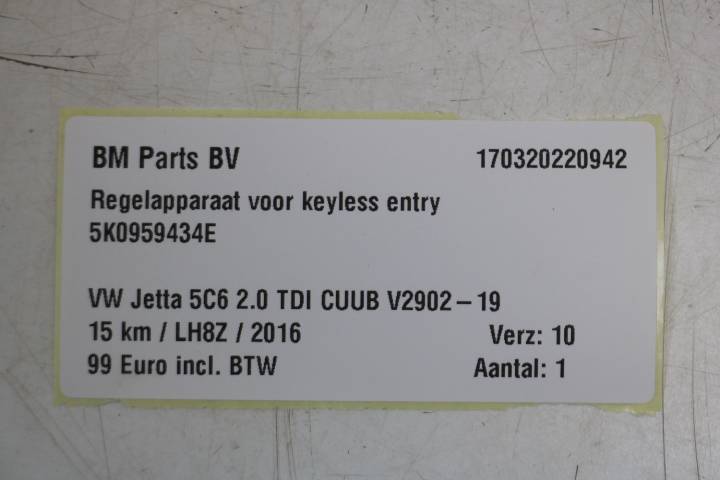 BM Parts BV 170320220942
Regelapparaat voor keyless entry
5K0959434E
VW Jetta 5C6 2.0 TDI CUUB V2902 – 19
15 km / LH8Z / 2016 Verz: 10
99 Euro incl. BTW Aantal: 1